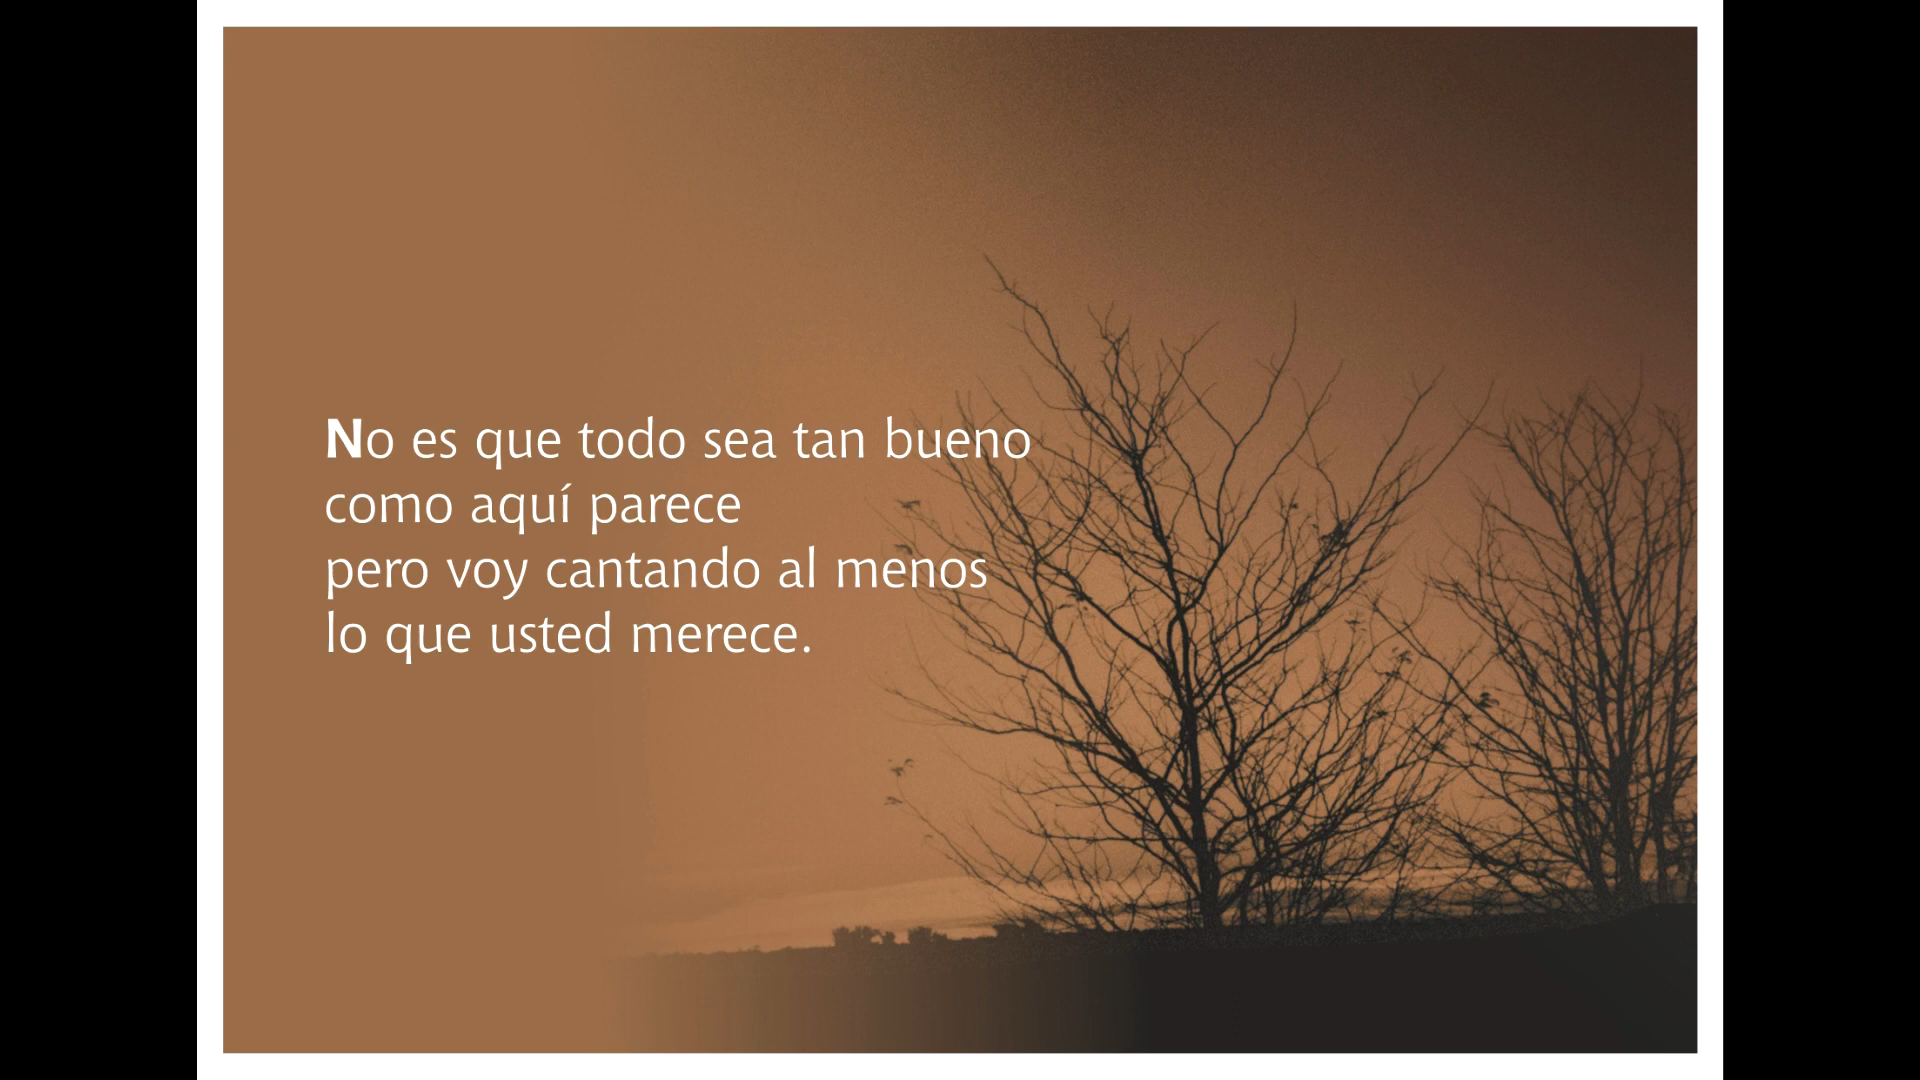 No es que todo sea tan bueno
como aquí parece
pero voy cantando al menos
lo que usted merece.